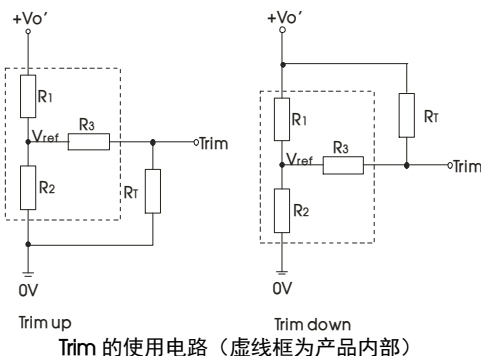 +Vo'
R1
Vref
R3
Trim
R2
RT
0V
Trim up
+Vo'
R1
RT
Vref
R3
Trim
R2
0V
Trim down
Trim 的使用电路（虚线框为产品内部）